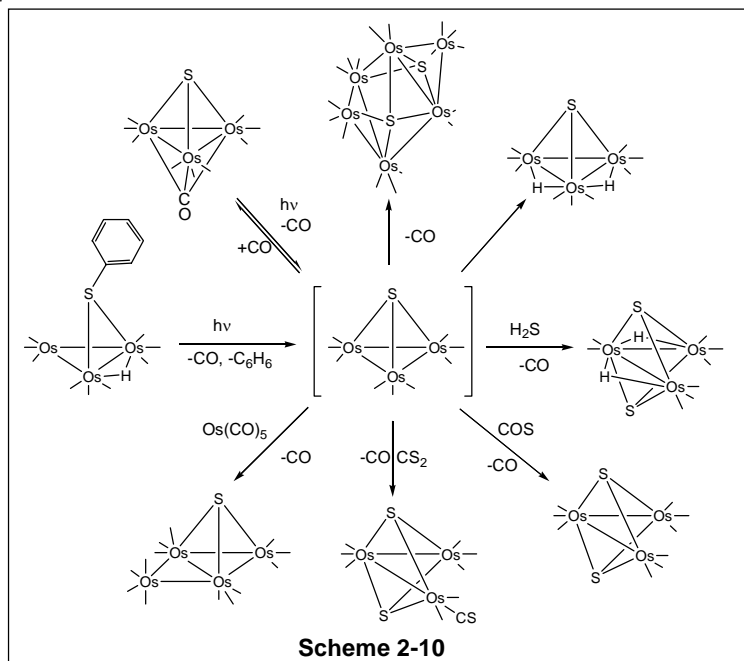 S
Os Os
Os
C
O
Os Os
Os S
Os
S Os
Os
S
Os Os
H Os H
hν
-CO
+CO
-CO
S
Os Os
Os H
hν
-CO, -C6H6
S
Os Os
Os
H2S
-CO
S
Os H Os
H Os
S
Os(CO)5
-CO
-CO CS2
COS
-CO
S
Os Os
Os Os
S
Os Os
S Os
CS
S
Os Os
Os
S
Scheme 2-10